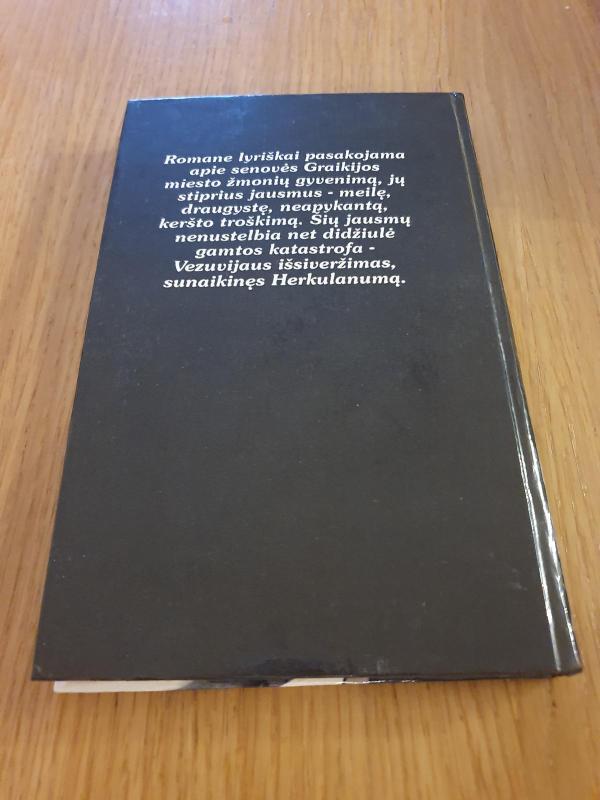 Romane lyriškai pasakojama
apie senovės Graikijos
miesto žmonių gyvenimą, jų
stiprius jausmus - meilę,
draugystę, neapykantą,
keršto troškimą. Šių jausmų
nenustelbia net didžiulė
gamtos katastrofa -
Vezuvijaus išsiveržimas,
sunaikinęs Herkulanumą.